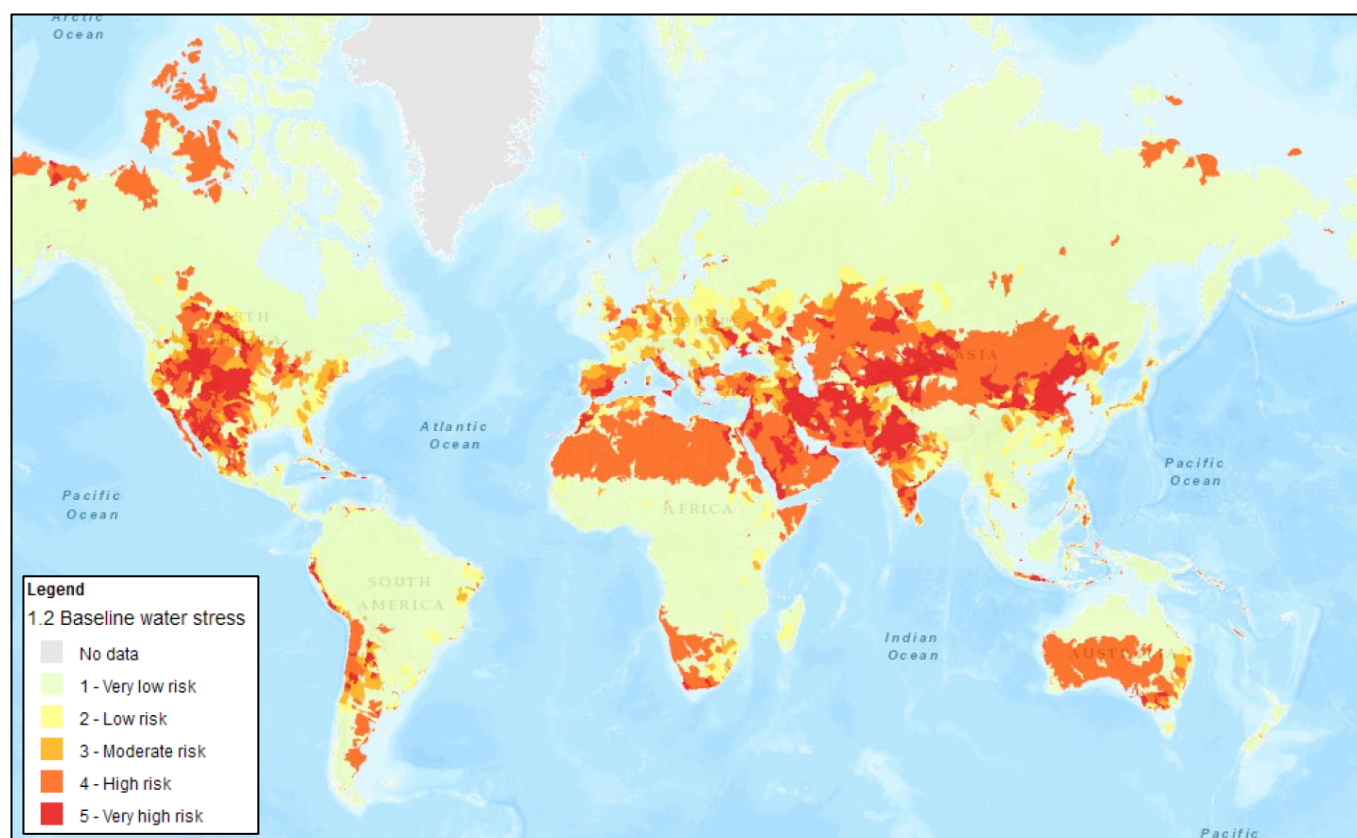 Arctic
Ocean
NORTH
AMERICA
EUROPE
ASIA
Atlantic
Ocean
Pacific
Ocean
Pacific
Ocean
AFRICA
SOUTH
AMERICA
Indian
Ocean
AUSTRALIA
Pacific
Legend
1.2 Baseline water stress
No data
1 - Very low risk
2 - Low risk
3 - Moderate risk
4 - High risk
5 - Very high risk